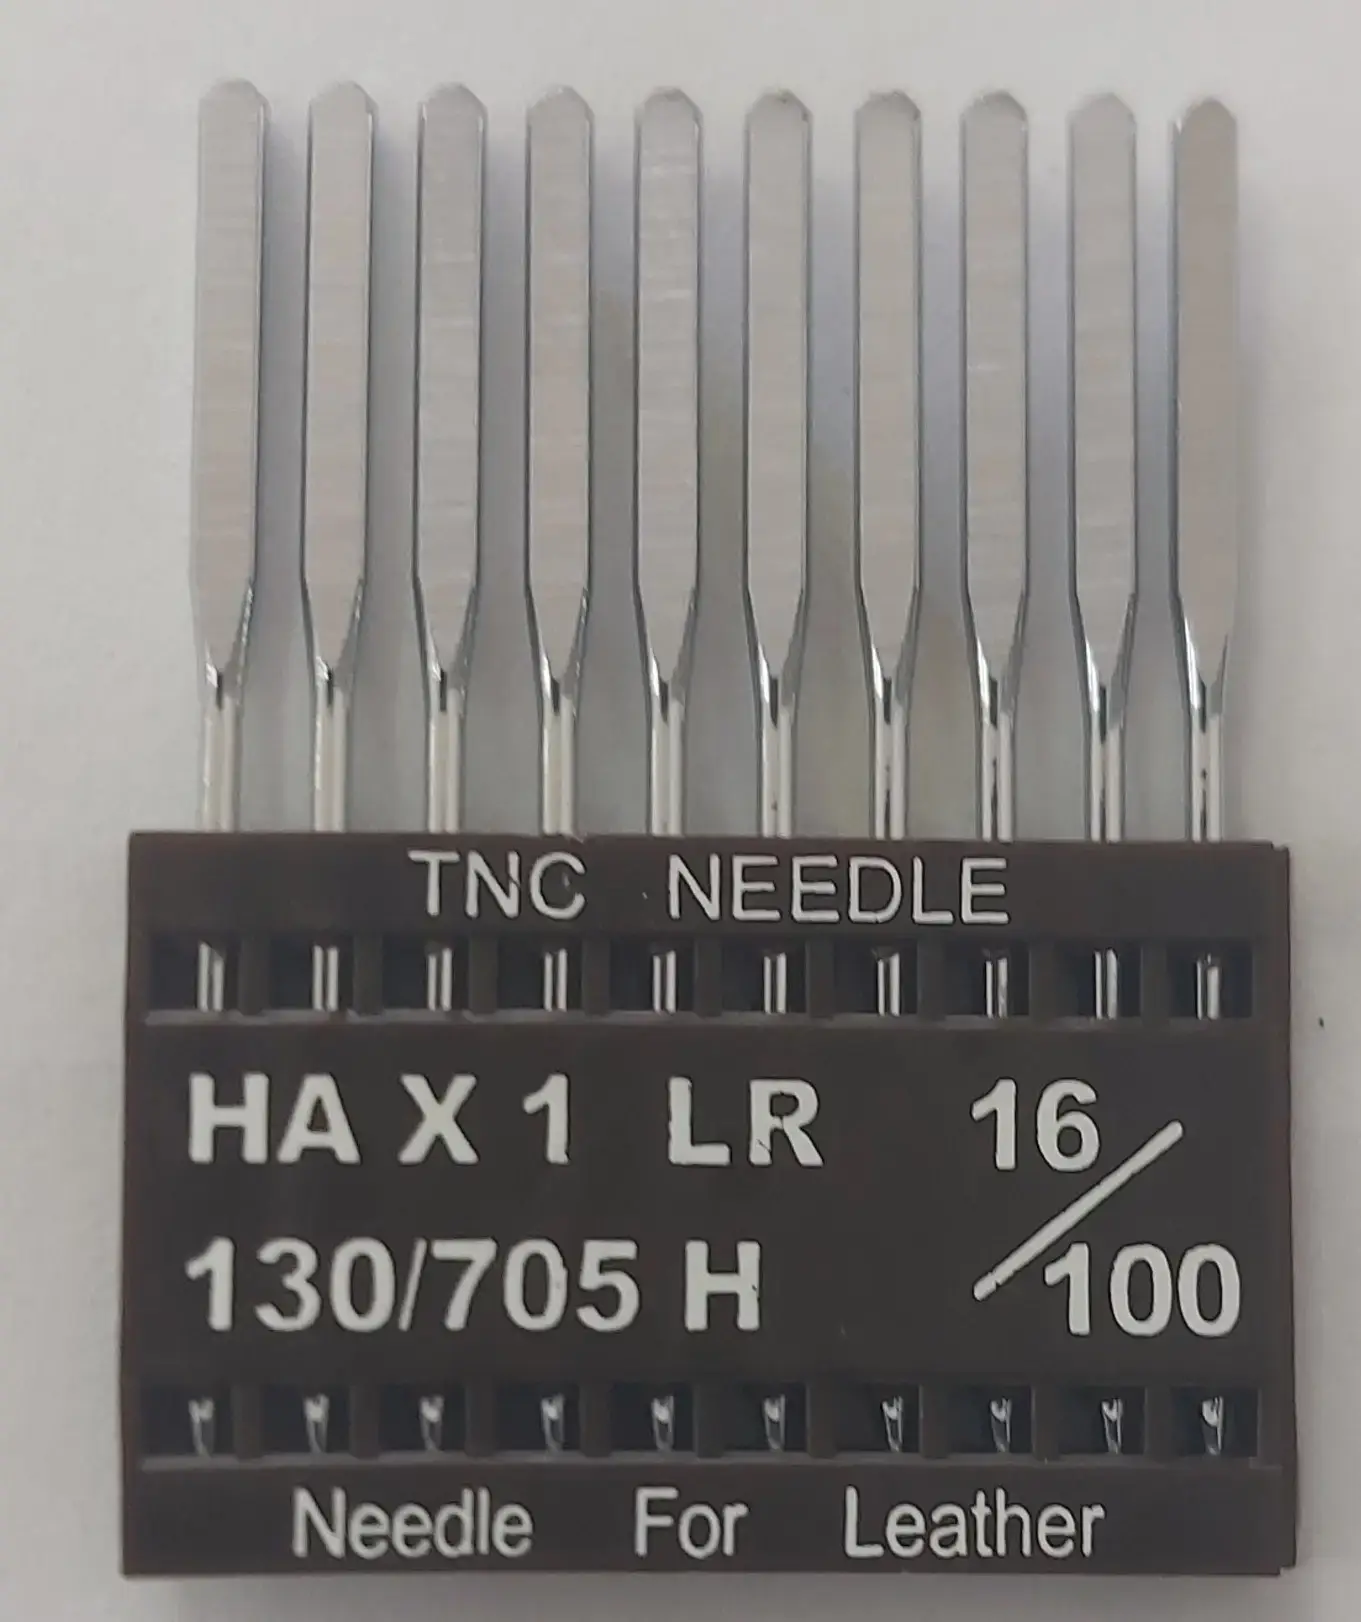 TNC NEEDLE
HA X 1 LR 16/100
130/705 H
Needle For Leather